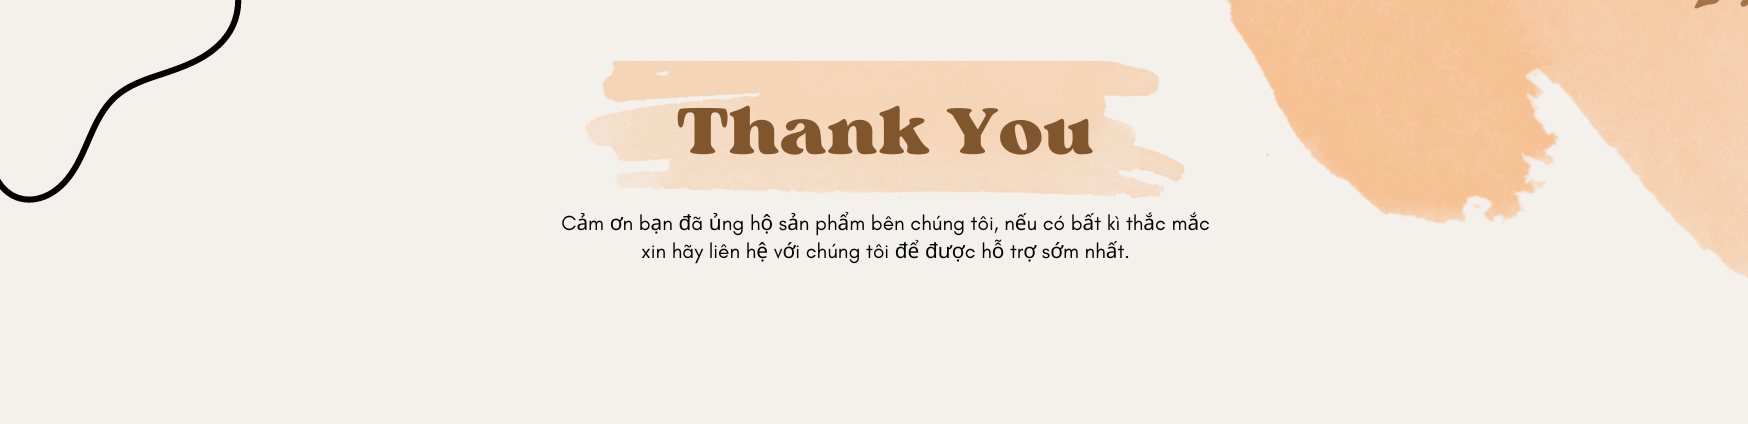 Thank You
Cảm ơn bạn đã ủng hộ sản phẩm bên chúng tôi, nếu có bất kì thắc mắc
xin hãy liên hệ với chúng tôi để được hỗ trợ sớm nhất.